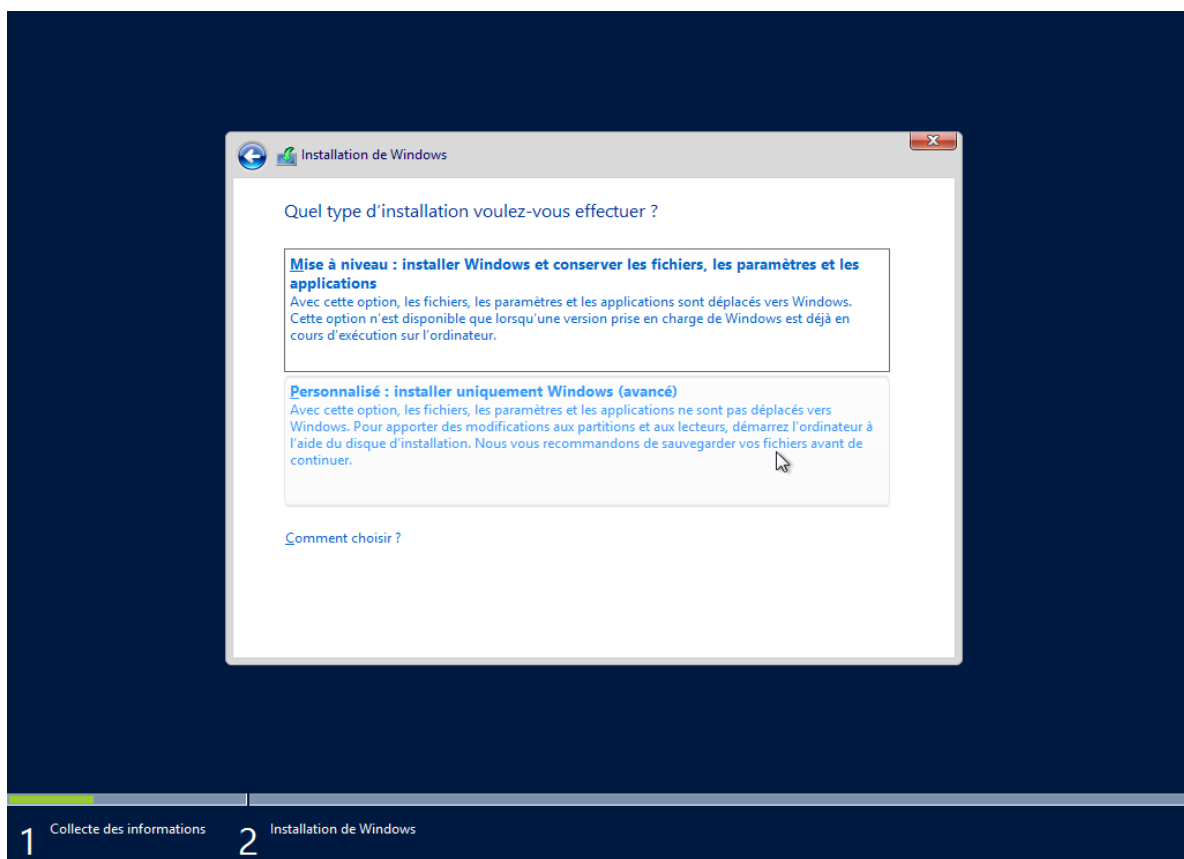 Installation de Windows
Quel type d'installation voulez-vous effectuer ?
Mise à niveau : installer Windows et conserver les fichiers, les paramètres et les
applications
Avec cette option, les fichiers, les paramètres et les applications sont déplacés vers Windows.
Cette option n'est disponible que lorsqu'une version prise en charge de Windows est déjà en
cours d'exécution sur l'ordinateur.
Personnalisé : installer uniquement Windows (avancé)
Avec cette option, les fichiers, les paramètres et les applications ne sont pas déplacés vers
Windows. Pour apporter des modifications aux partitions et aux lecteurs, démarrez l'ordinateur à
l'aide du disque d'installation. Nous vous recommandons de sauvegarder vos fichiers avant de
continuer.
Comment choisir ?
1 Collecte des informations
2 Installation de Windows